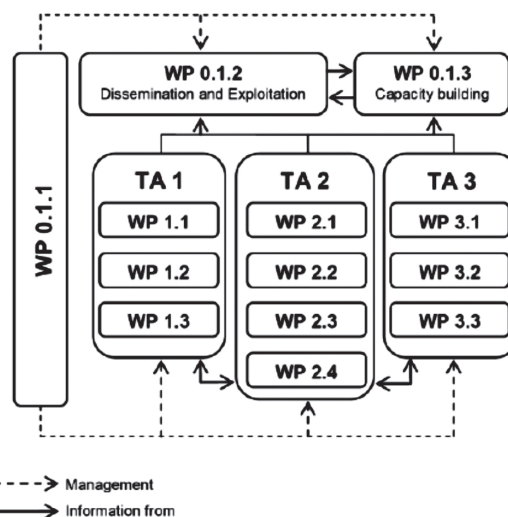 WP 0.1.1
WP 0.1.2
Dissemination and Exploitation
WP 0.1.3
Capacity building
TA 1
WP 1.1
WP 1.2
WP 1.3
TA 2
WP 2.1
WP 2.2
WP 2.3
WP 2.4
TA 3
WP 3.1
WP 3.2
WP 3.3
Management
Information from